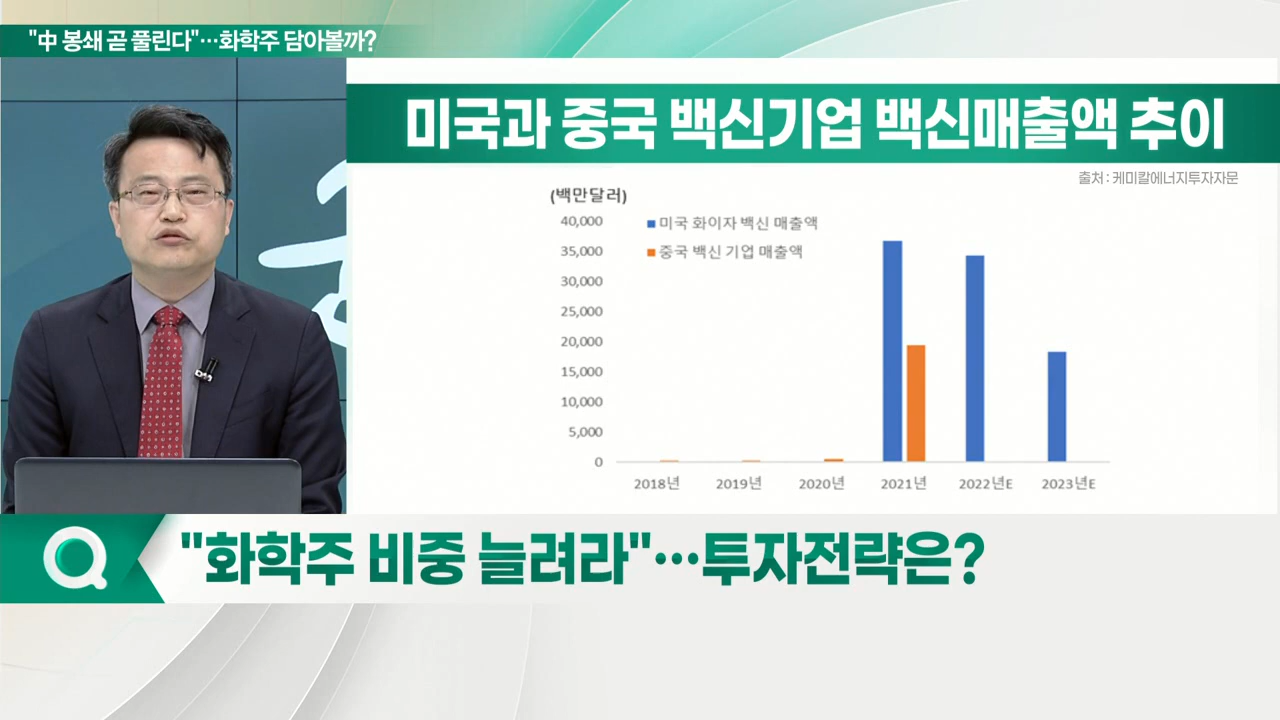 "中 봉쇄 곧 풀린다"…화학주 담아볼까?
미국과 중국 백신기업 백신매출액 추이
출처 : 케미칼에너지투자자문
(백만달러)
40,000
35,000
30,000
25,000
20,000
15,000
10,000
5,000
0
미국 화이자 백신 매출액
중국 백신 기업 매출액
2018년 2019년 2020년 2021년 2022년E 2023년E
Q "화학주 비중 늘려라"…투자전략은?